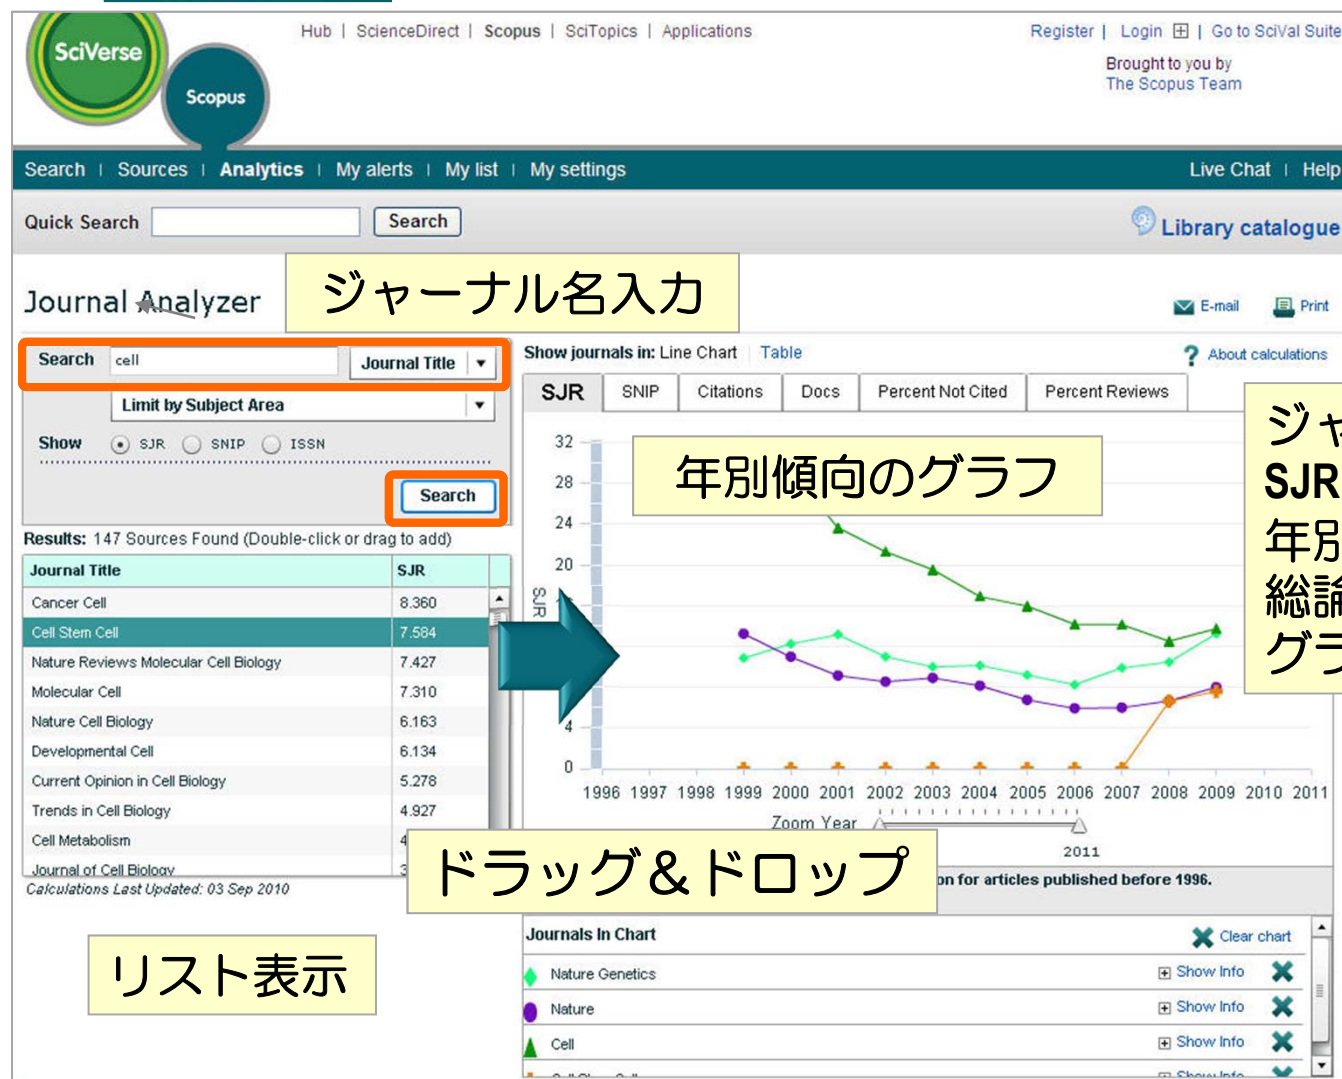 SciVerse
Scopus
Hub | ScienceDirect | Scopus | SciTopics | Applications
Register | Login | Go to SciVal Suite
Brought to you by
The Scopus Team
Search | Sources | Analytics | My alerts | My list | My settings
Live Chat | Help
Quick Search
Search
Library catalogue
Journal Analyzer
ジャーナル名入力
E-mail
Print
Search cell Journal Title
Limit by Subject Area
Show SJR SNIP ISSN
Search
Results: 147 Sources Found (Double-click or drag to add)
Journal Title SJR
Cancer Cell 8.360
Cell Stem Cell 7.584
Nature Reviews Molecular Cell Biology 7.427
Molecular Cell 7.310
Nature Cell Biology 6.163
Developmental Cell 6.134
Current Opinion in Cell Biology 5.278
Trends in Cell Biology 4.927
Cell Metabolism 4
Journal of Cell Biology 3
Calculations Last Updated: 03 Sep 2010
リスト表示
Show journals in: Line Chart | Table
? About calculations
SJR SNIP Citations Docs Percent Not Cited Percent Reviews
年別傾向のグラフ
32
28
24
20
4
0
SJR
1996 1997 1998 1999 2000 2001 2002 2003 2004 2005 2006 2007 2008 2009 2010 2011
Zoom Year
2011
ドラッグ&ドロップ
on for articles published before 1996.
ジャ
SJR
年別
総論
グラ
Journals In Chart
Clear chart
Nature Genetics Show Info
Nature Show Info
Cell Show Info